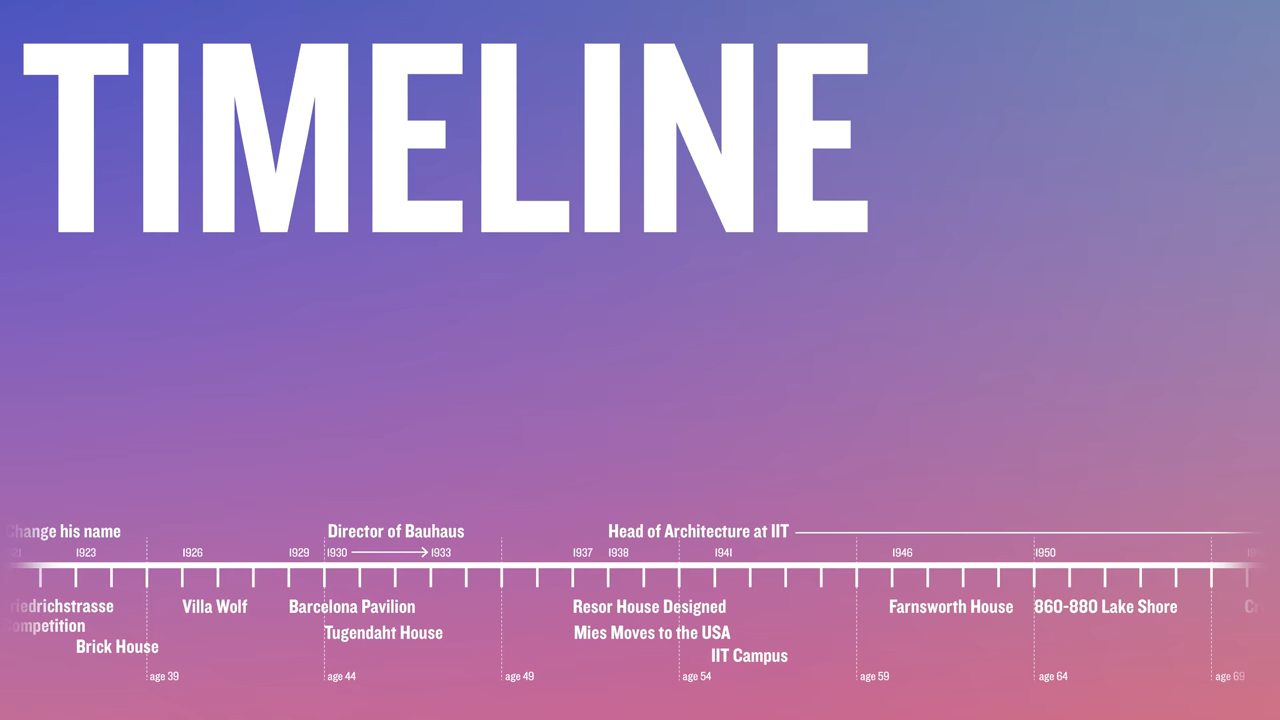 TIMELINE
Change his name
Director of Bauhaus
Head of Architecture at IIT
1923
1926
1929
1930
1933
1937
1938
1941
1946
1950
Friedrichstrasse
Competition
Villa Wolf
Barcelona Pavilion
Resor House Designed
Farnsworth House
860-880 Lake Shore
Tugendaht House
Mies Moves to the USA
Brick House
IIT Campus
age 39
age 44
age 49
age 54
age 59
age 64
age 69